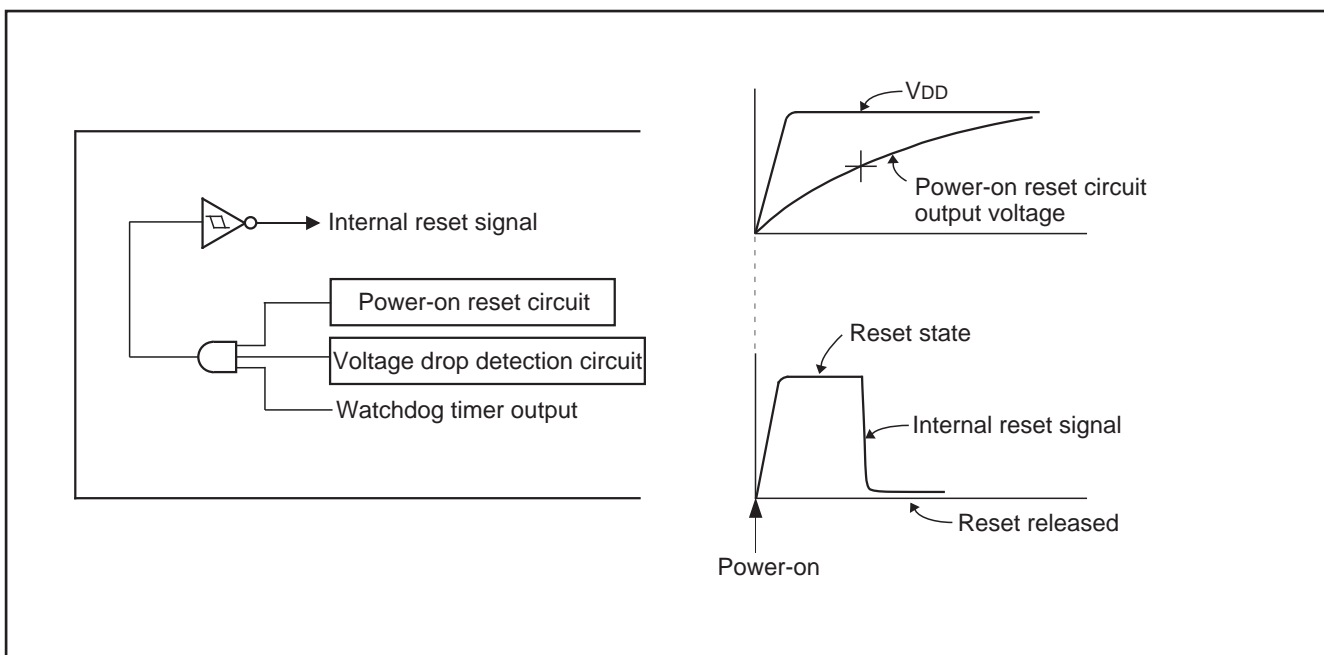 Internal reset signal
Power-on reset circuit
Voltage drop detection circuit
Watchdog timer output
VDD
Power-on reset circuit
output voltage
Reset state
Internal reset signal
Reset released
Power-on